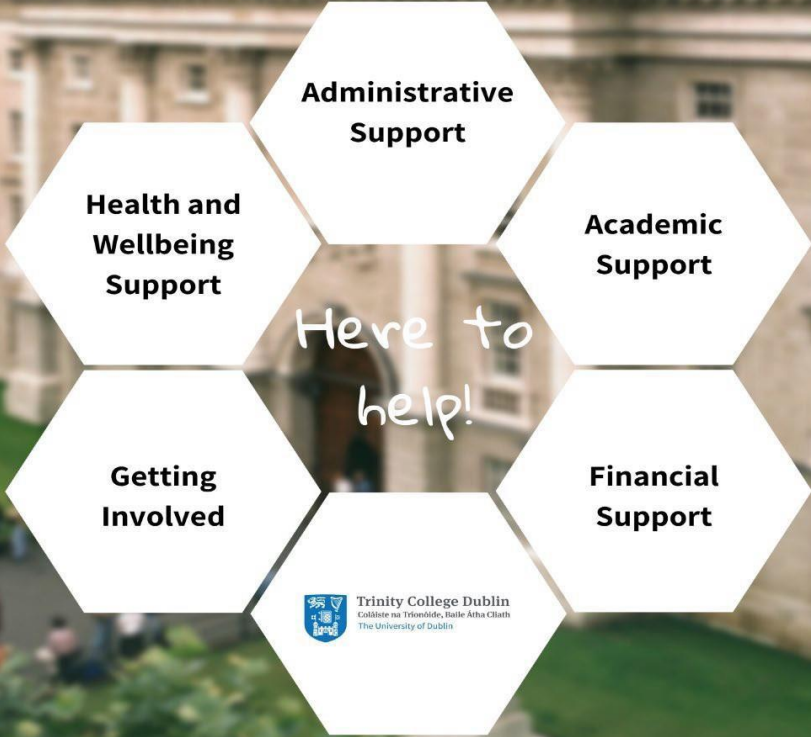 Administrative
Support
Health and
Wellbeing
Support
Academic
Support
Here to
help!
Getting
Involved
Financial
Support
Trinity College Dublin
Coláiste na Tríonóide, Baile Átha Cliath
The University of Dublin